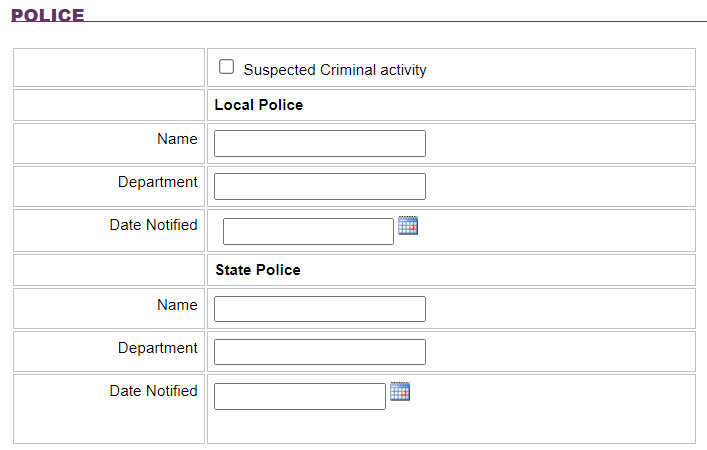 POLICE
Suspected Criminal activity
Local Police
Name
Department
Date Notified
State Police
Name
Department
Date Notified